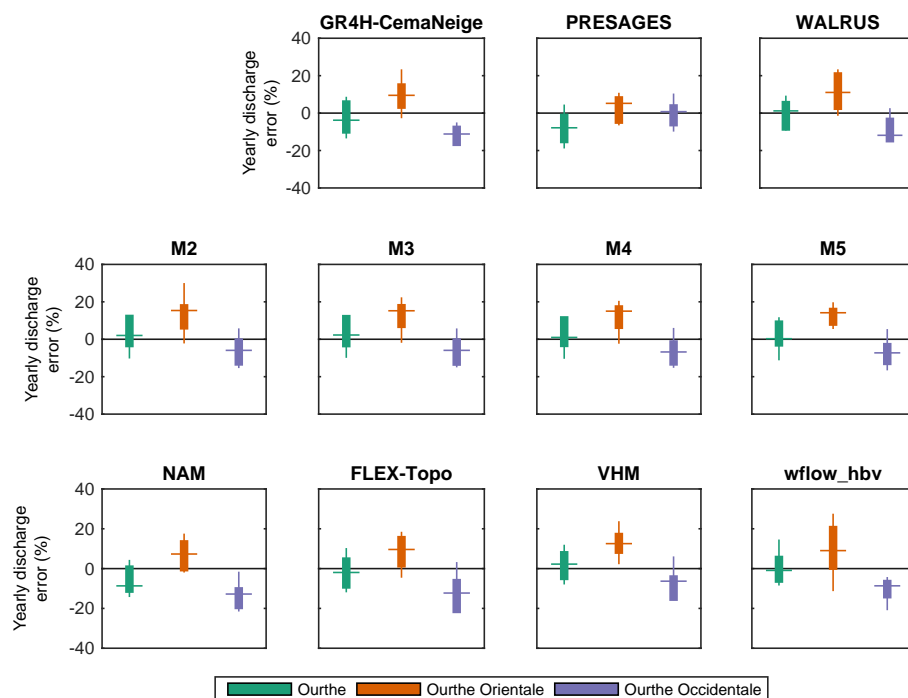 GR4H-CemaNeige PRESAGES WALRUS
Yearly discharge
error (%)
40
20
0
-20
-40
M2 M3 M4 M5
Yearly discharge
error (%)
40
20
0
-20
-40
NAM FLEX-Topo VHM wflow_hbv
Yearly discharge
error (%)
40
20
0
-20
-40
Ourthe Ourthe Orientale Ourthe Occidentale